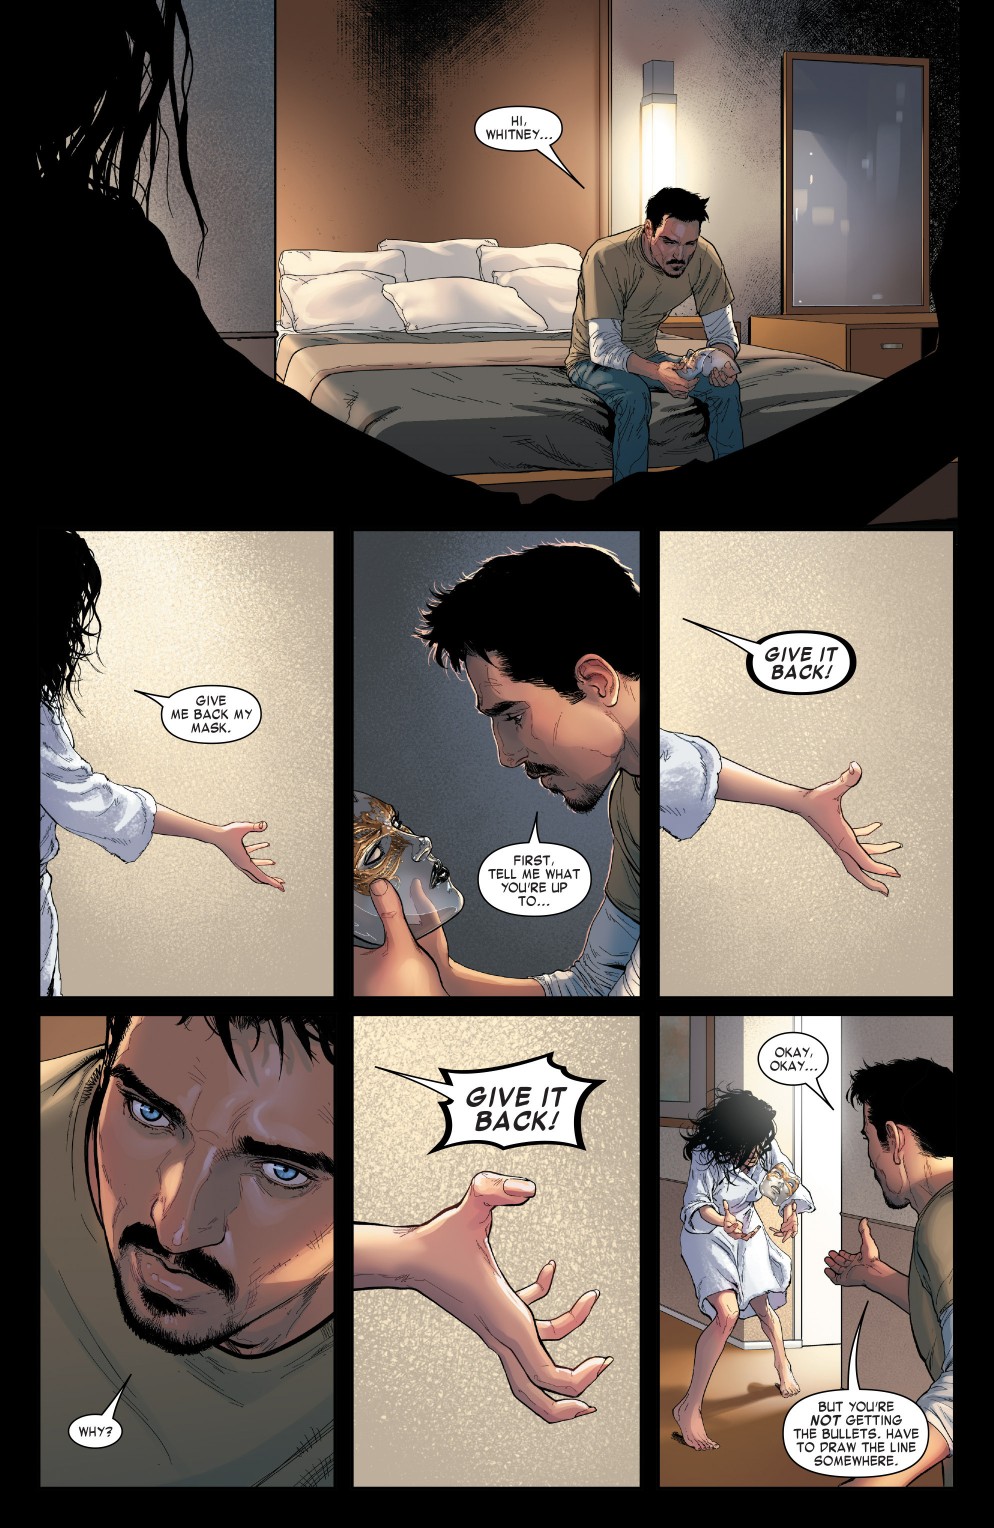 HI,
WHITNEY...
GIVE
ME BACK MY
MASK.
FIRST,
TELL ME WHAT
YOU'RE UP
TO...
GIVE IT
BACK!
WHY?
GIVE IT
BACK!
OKAY,
OKAY...
BUT YOU'RE
NOT GETTING
THE BULLETS. HAVE
TO DRAW THE LINE
SOMEWHERE.